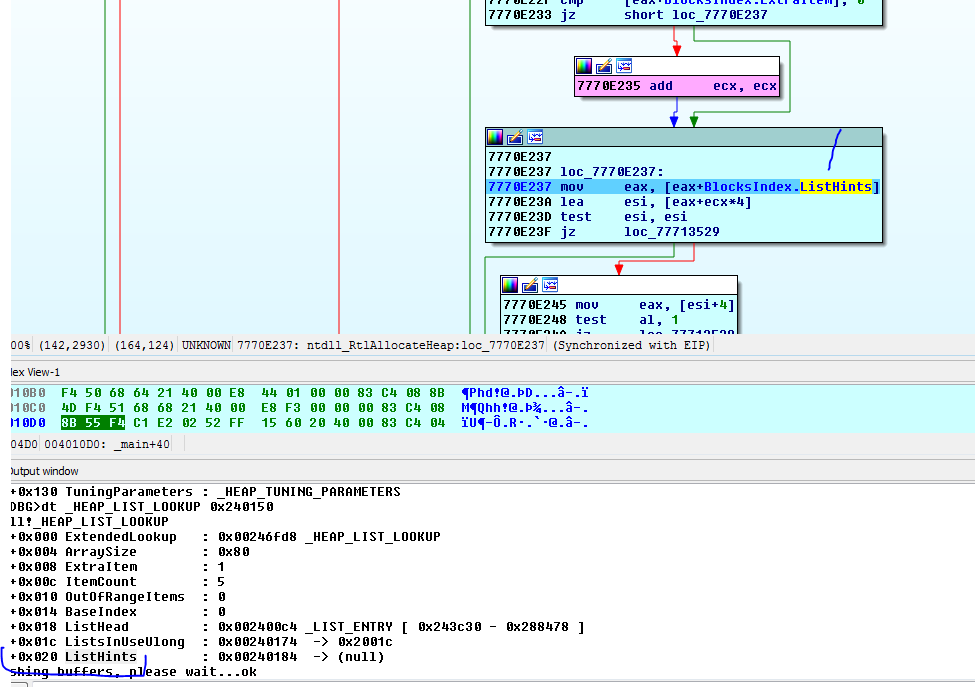 7770E233 jz short loc_7770E237
7770E235 add ecx, ecx
7770E237
7770E237 loc_7770E237:
7770E237 mov eax, [eax+BlocksIndex.ListHints]
7770E23A lea esi, [eax+ecx*4]
7770E23D test esi, esi
7770E23F jz loc_77713529
7770E245 mov eax, [esi+4]
7770E248 test al, 1
00% (142,2930) (164,124) UNKNOWN 7770E237: ntdll_RtlAllocateHeap:loc_7770E237 (Synchronized with EIP)
Hex View-1
010B0 F4 50 68 64 21 40 00 E8 44 01 00 00 83 C4 08 8B ¶Phd!@.ÞD...â-.ï
010C0 4D F4 51 68 68 21 40 00 E8 F3 00 00 00 83 C4 08 M¶Qhh!@.Þ¾...â-.
010D0 8B 55 F4 C1 E2 02 52 FF 15 60 20 40 00 83 C4 04
04D0 004010D0: _main+40
Output window
+0x130 TuningParameters : _HEAP_TUNING_PARAMETERS
DBG>dt _HEAP_LIST_LOOKUP 0x240150
ll!_HEAP_LIST_LOOKUP
+0x000 ExtendedLookup : 0x00246fd8 _HEAP_LIST_LOOKUP
+0x004 ArraySize : 0x80
+0x008 ExtraItem : 1
+0x00c ItemCount : 5
+0x010 OutOfRangeItems : 0
+0x014 BaseIndex : 0
+0x018 ListHead : 0x002400c4 _LIST_ENTRY [ 0x243c30 - 0x288478 ]
+0x01c ListsInUseUlong : 0x00240174 -> 0x2001c
+0x020 ListHints : 0x00240184 -> (null)
shing buffers, please wait...ok